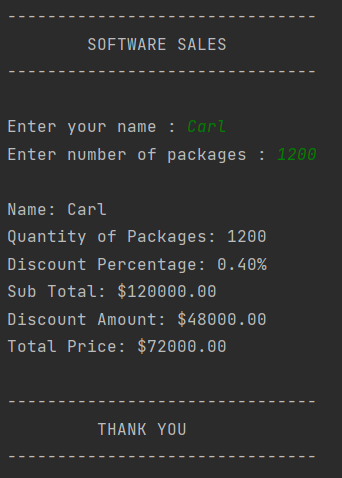 -------------------------------
SOFTWARE SALES
-------------------------------
Enter your name : Carl
Enter number of packages : 1200
Name: Carl
Quantity of Packages: 1200
Discount Percentage: 0.40%
Sub Total: $120000.00
Discount Amount: $48000.00
Total Price: $72000.00
-------------------------------
THANK YOU
-------------------------------